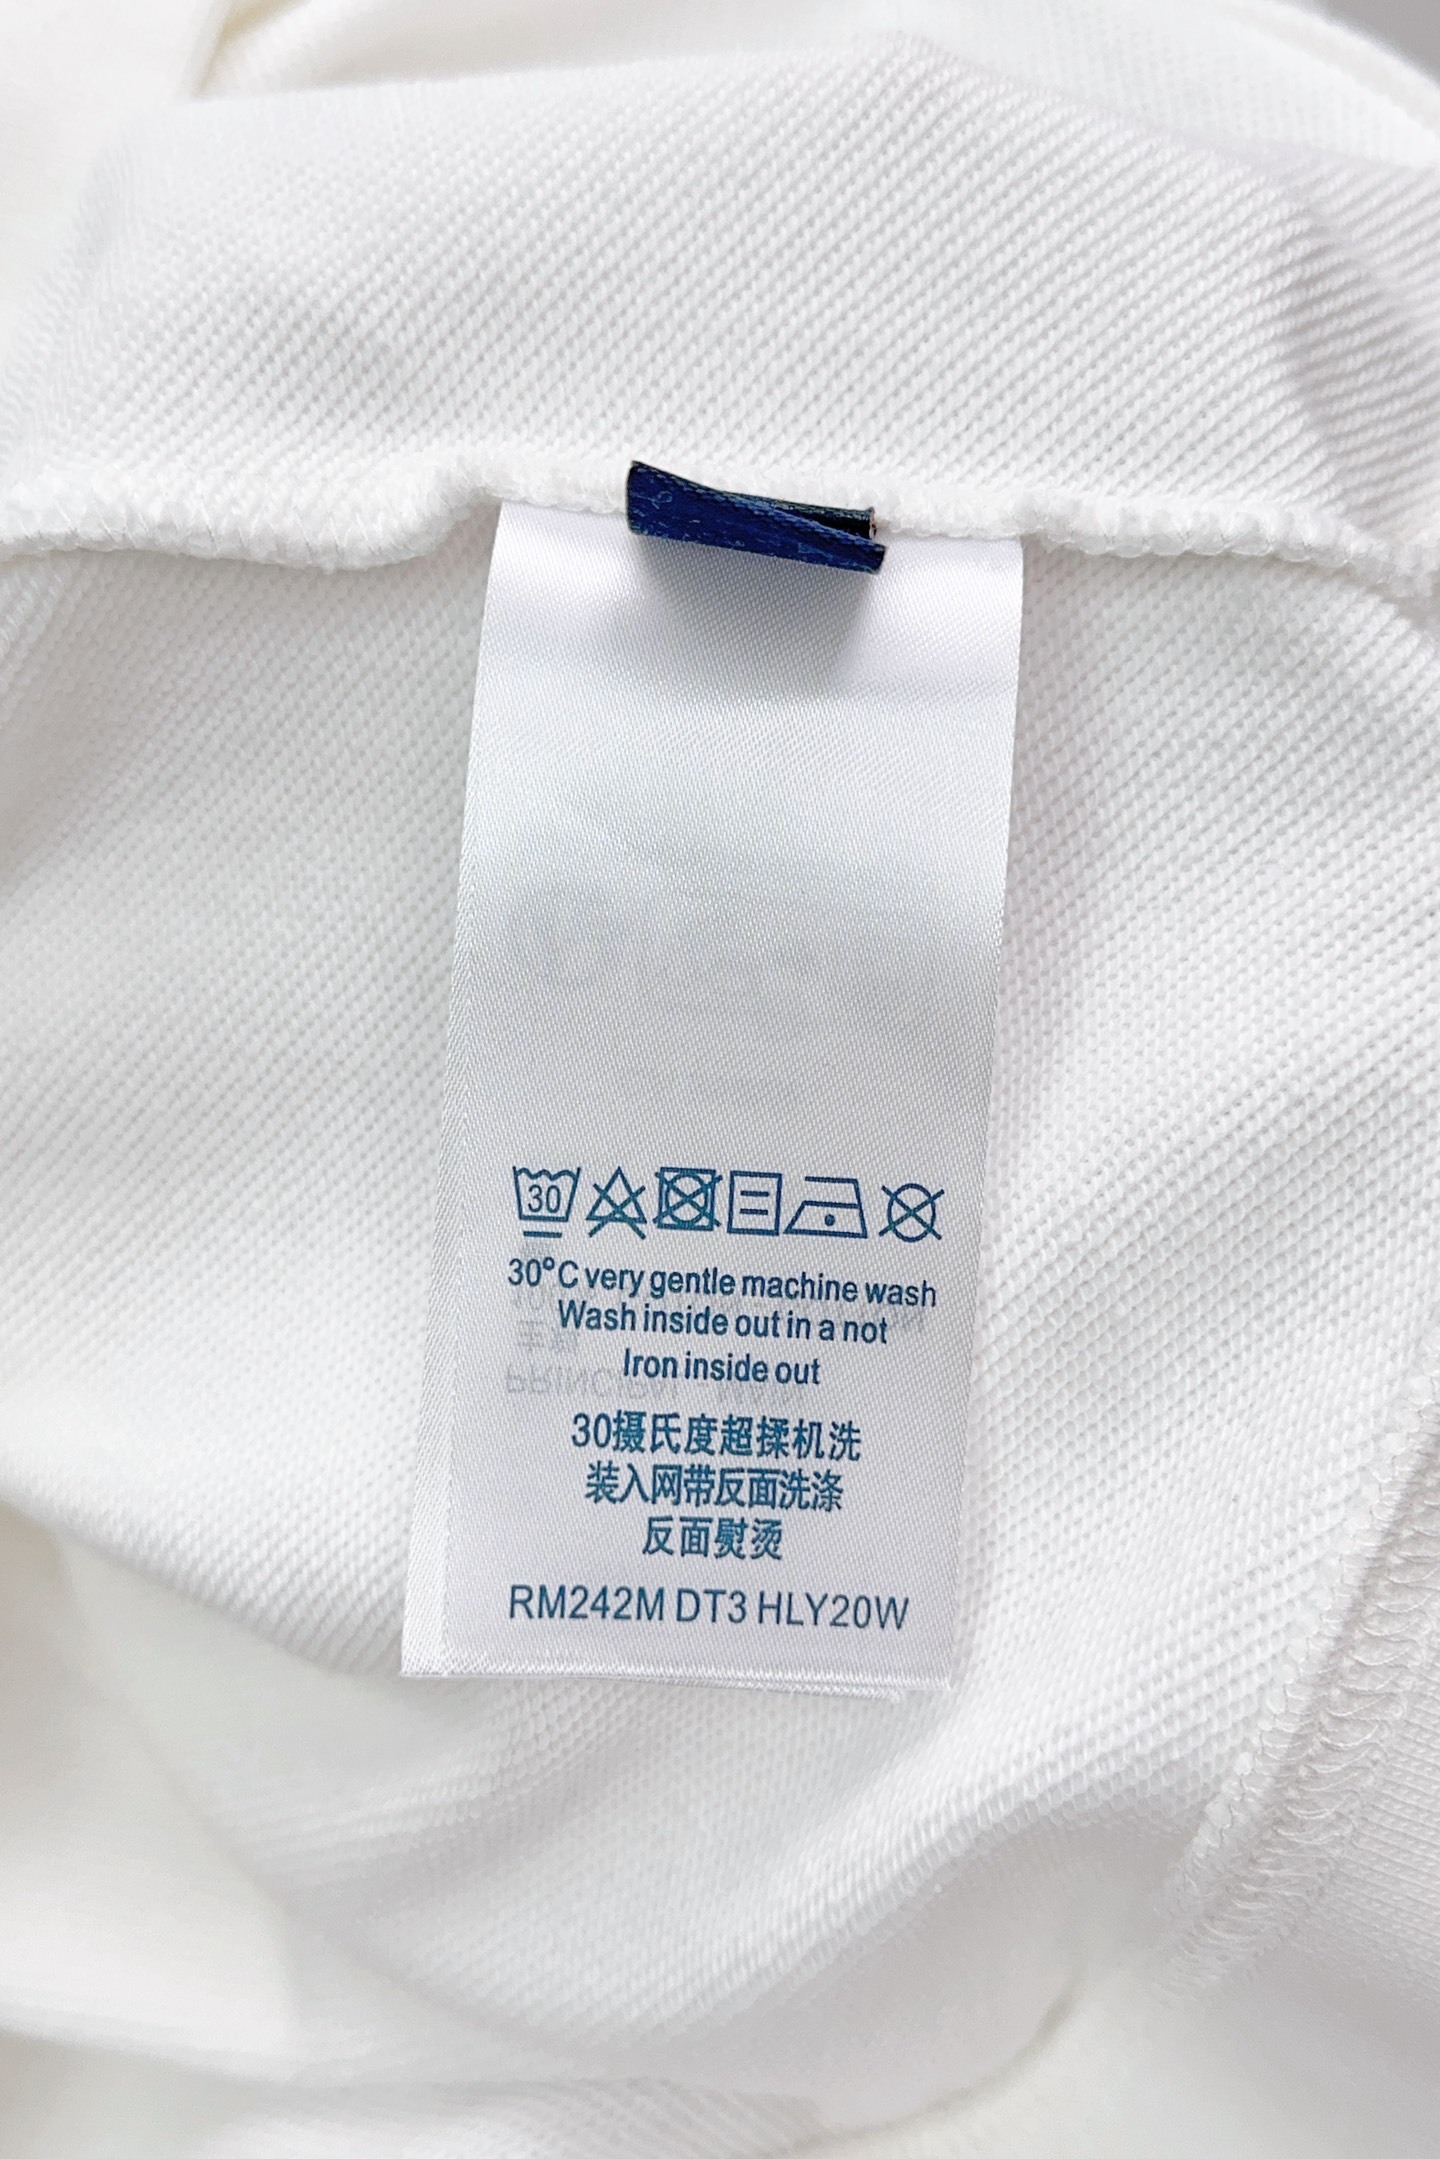 30
30°C very gentle machine wash
Wash inside out in a not
Iron inside out
30摄氏度超揉机洗
装入网带反面洗涤
反面熨烫
RM242M DT3 HLY20W